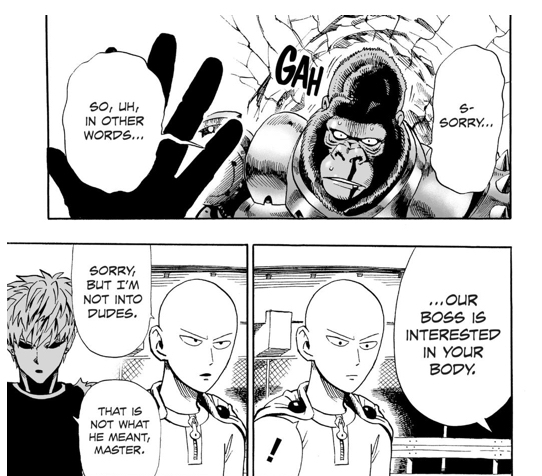 S-
SORRY...
GAH
SO, UH,
IN OTHER
WORDS...
...OUR
BOSS IS
INTERESTED
IN YOUR
BODY.
!
SORRY,
BUT I'M
NOT INTO
DUDES.
THAT IS
NOT WHAT
HE MEANT,
MASTER.